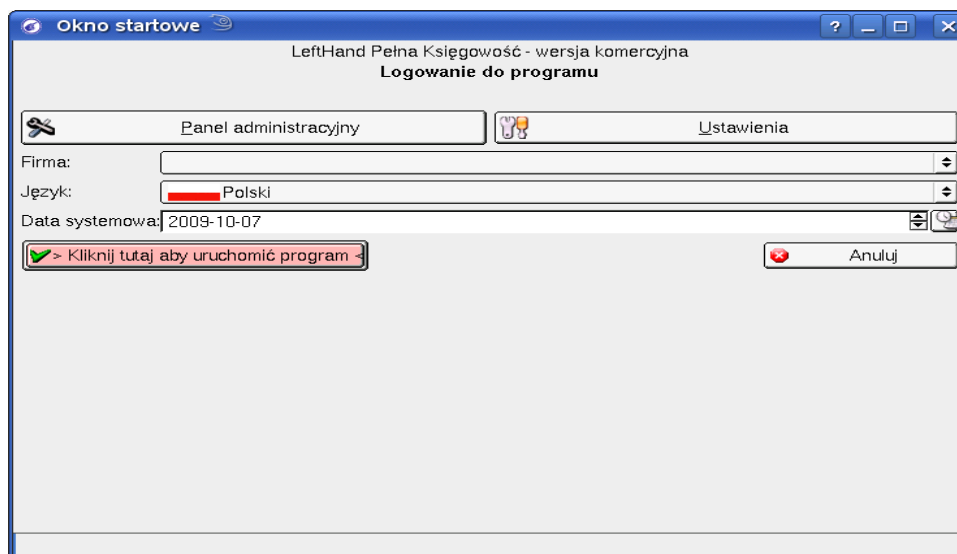 Okno startowe
LeftHand Pełna Księgowość - wersja komercyjna
Logowanie do programu
Panel administracyjny
Ustawienia
Firma:
Język: Polski
Data systemowa: 2009-10-07
> Kliknij tutaj aby uruchomić program <
Anuluj